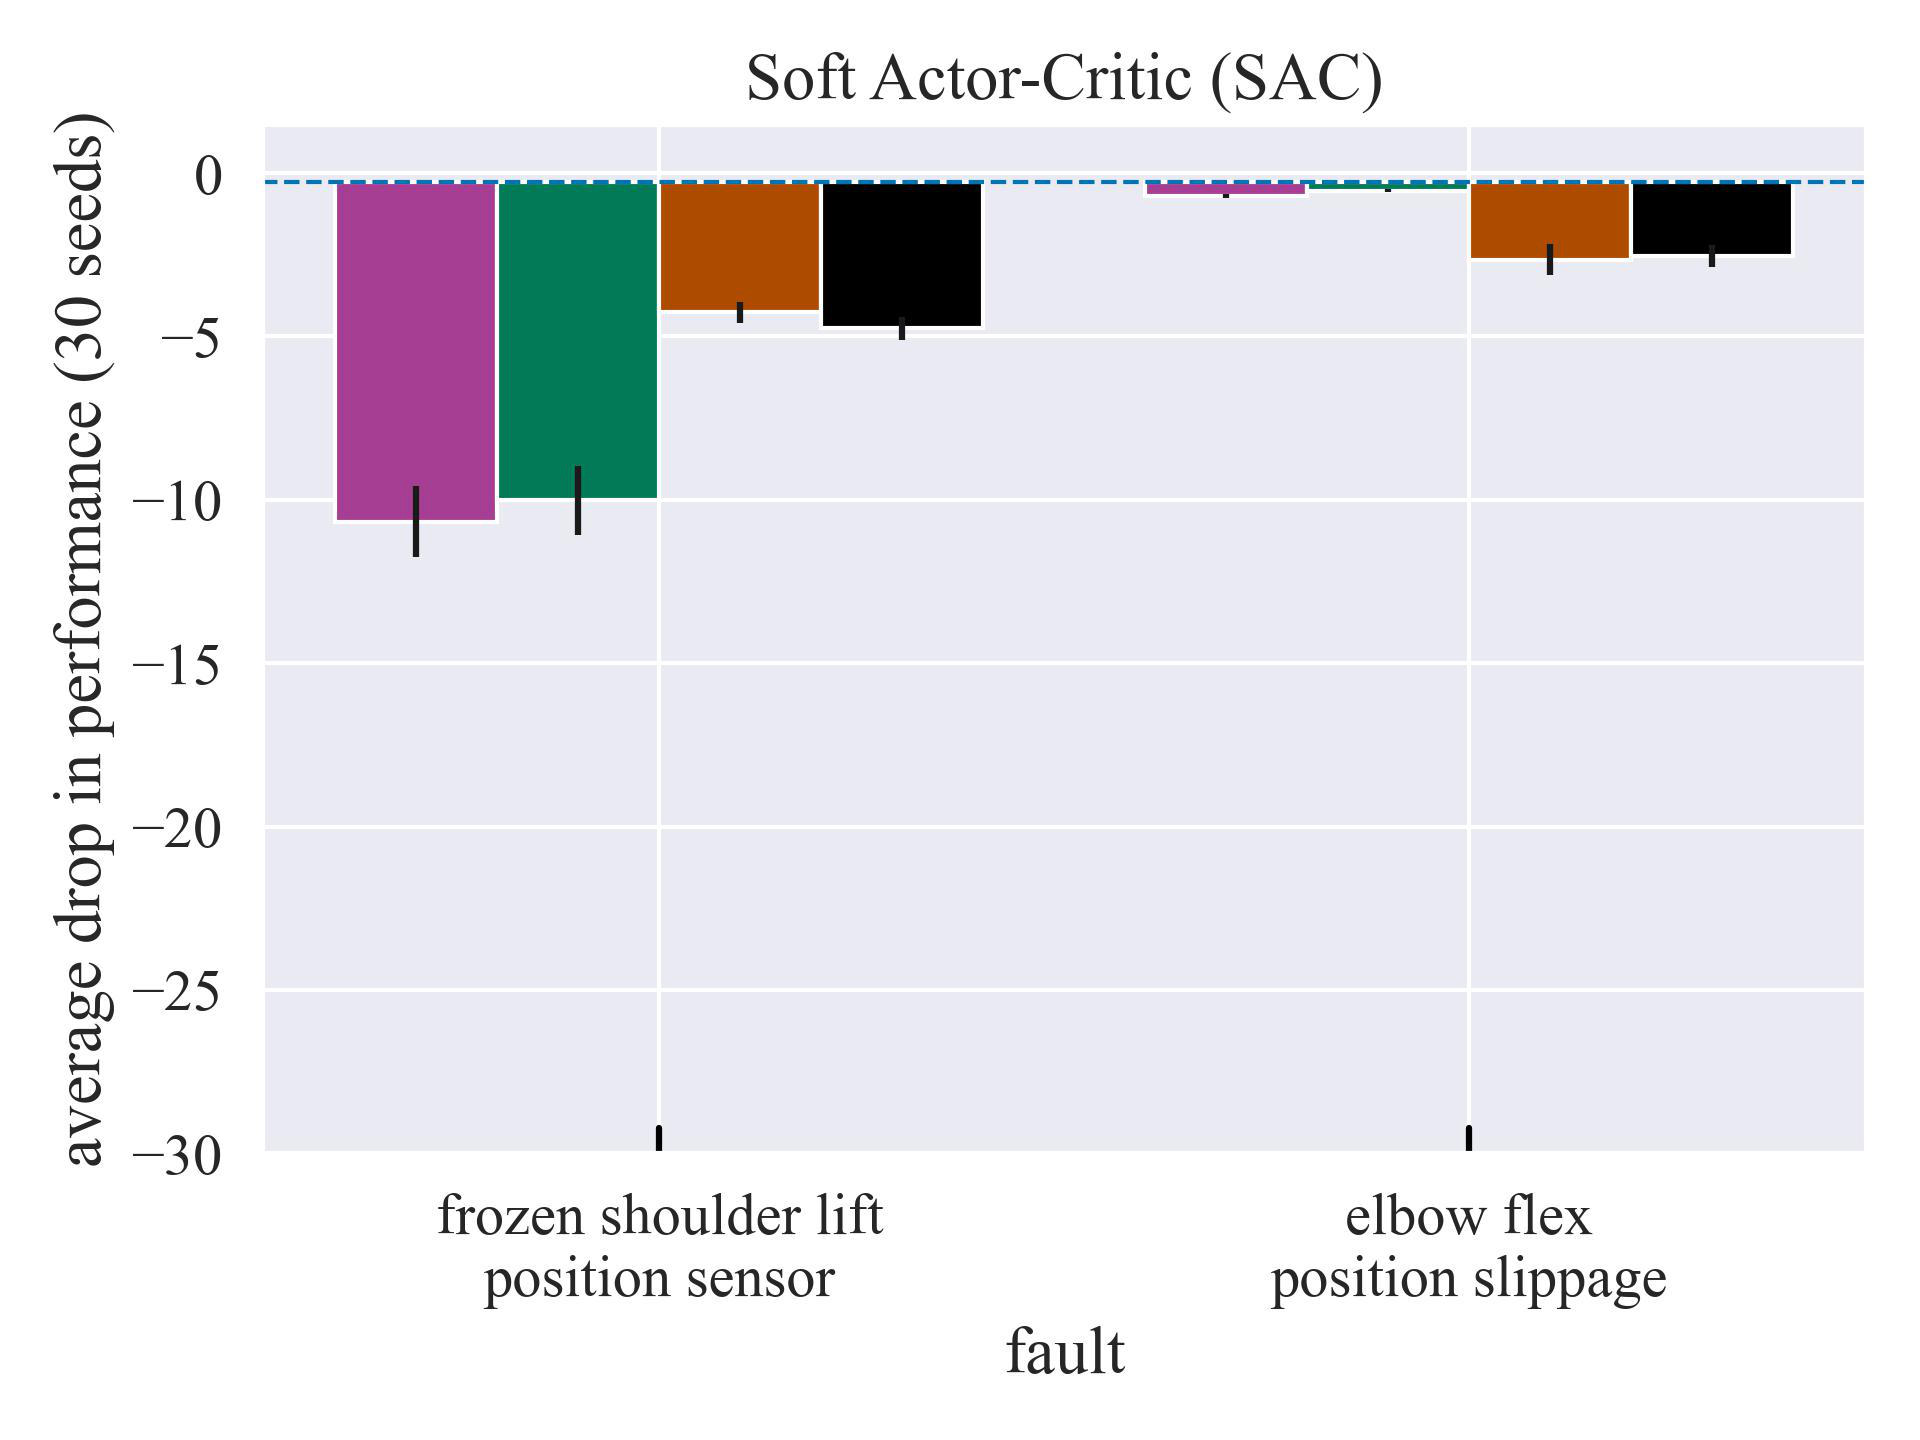 Soft Actor-Critic (SAC)
average drop in performance (30 seeds)
0
−5
−10
−15
−20
−25
−30
frozen shoulder lift
position sensor
elbow flex
position slippage
fault